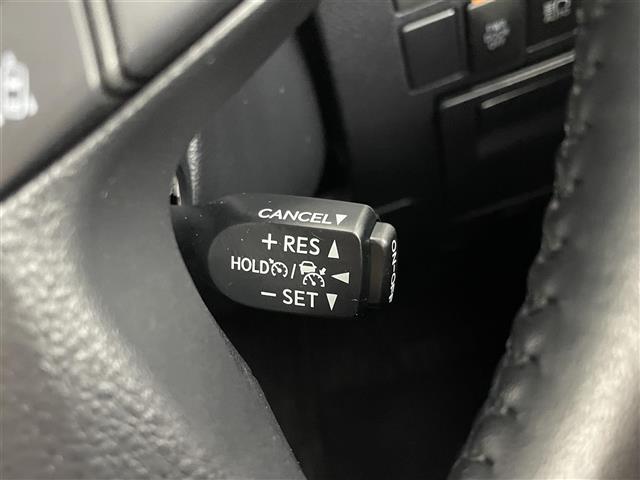 CANCEL▼
+ RES ▲
HOLD / ◀
− SET ▼
ON-OFF